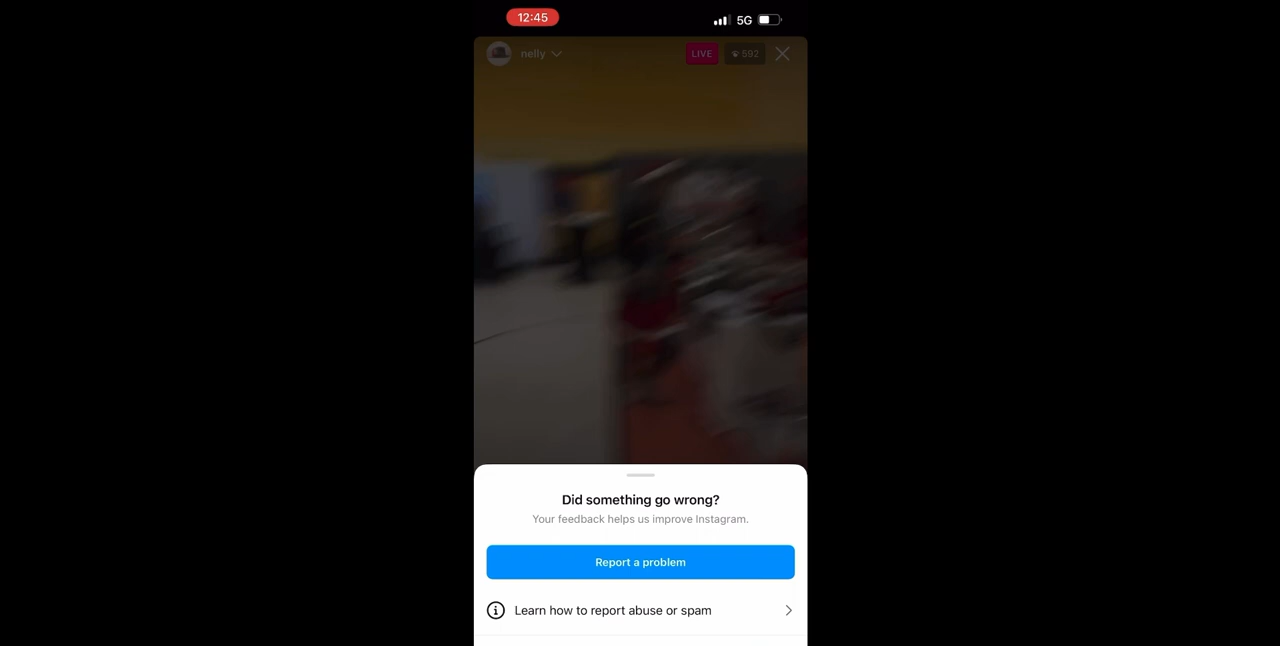 12:45
5G
nelly
LIVE
592
Did something go wrong?
Your feedback helps us improve Instagram.
Report a problem
Learn how to report abuse or spam